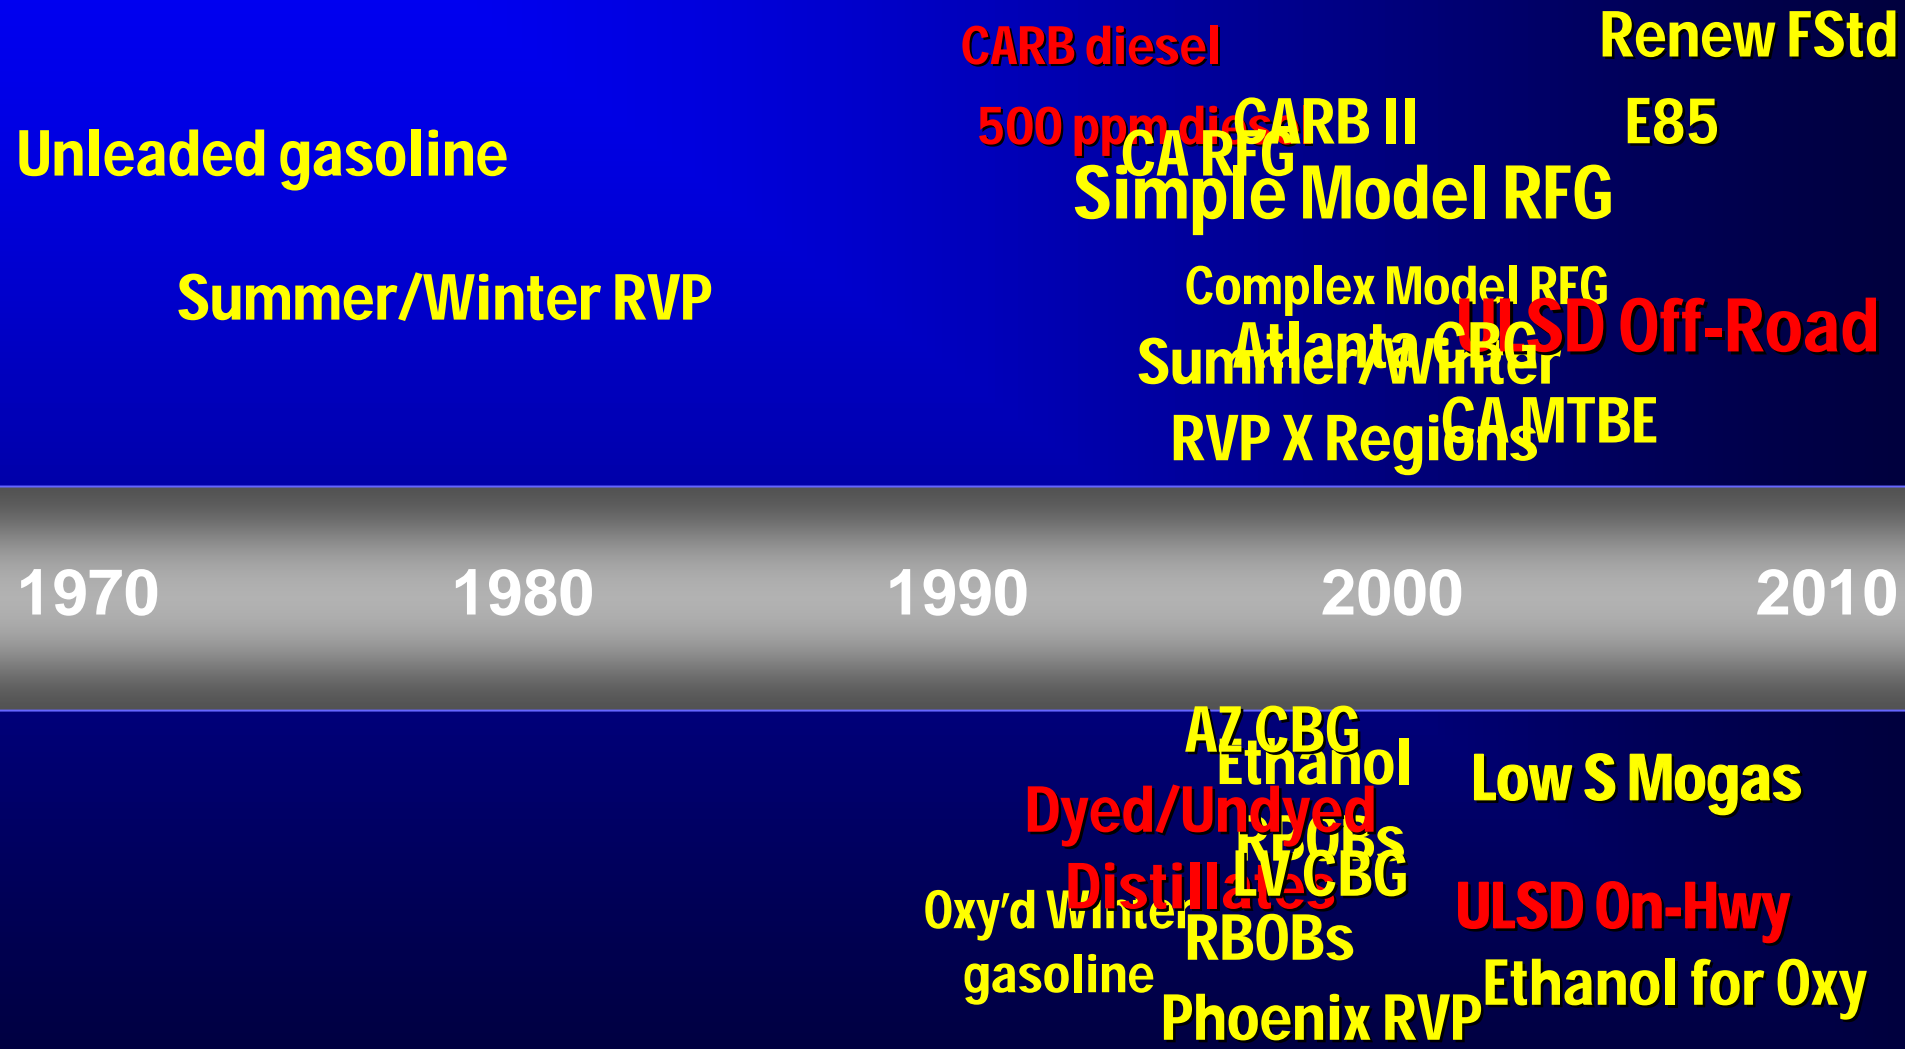 CARB diesel
Renew FStd
500 ppm diesel
CARB II
E85
Unleaded gasoline
CA RFG
Simple Model RFG
Summer/Winter RVP
Complex Model RFG
ULSD Off-Road
Atlanta CBG
Summer/Winter
RVP X Regions
CA MTBE
1970
1980
1990
2000
2010
AZ CBG
Ethanol
RBOBs
Low S Mogas
Dyed/Undyed
Distillates
LV CBG
Oxy'd Winter
gasoline
RBOBs
ULSD On-Hwy
Ethanol for Oxy
Phoenix RVP